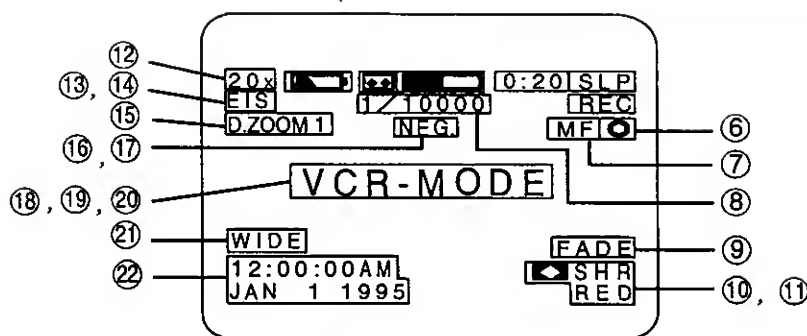 ⑫ 20x 0:20 SLP
⑬, ⑭ EIS 1/10000 REC
⑮ D.ZOOM 1 NEG. MF ⑥
⑯, ⑰ ⑦
⑱, ⑲, ⑳ VCR-MODE ⑧
㉑ WIDE FADE ⑨
㉒ 12:00:00AM SHR
JAN 1 1995 RED ⑩, ⑪